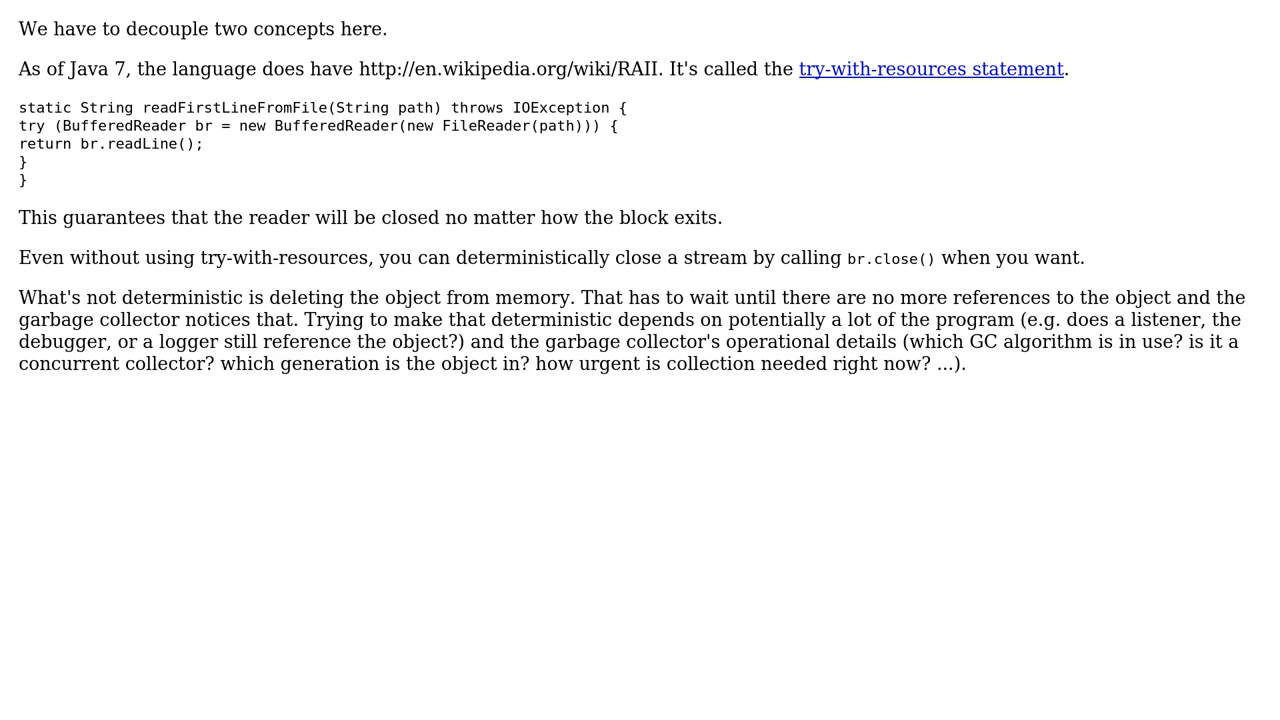 We have to decouple two concepts here.
As of Java 7, the language does have http://en.wikipedia.org/wiki/RAII. It's called the try-with-resources statement.
static String readFirstLineFromFile(String path) throws IOException {
try (BufferedReader br = new BufferedReader(new FileReader(path))) {
return br.readLine();
}
}
This guarantees that the reader will be closed no matter how the block exits.
Even without using try-with-resources, you can deterministically close a stream by calling br.close() when you want.
What's not deterministic is deleting the object from memory. That has to wait until there are no more references to the object and the
garbage collector notices that. Trying to make that deterministic depends on potentially a lot of the program (e.g. does a listener, the
debugger, or a logger still reference the object?) and the garbage collector's operational details (which GC algorithm is in use? is it a
concurrent collector? which generation is the object in? how urgent is collection needed right now? ...).